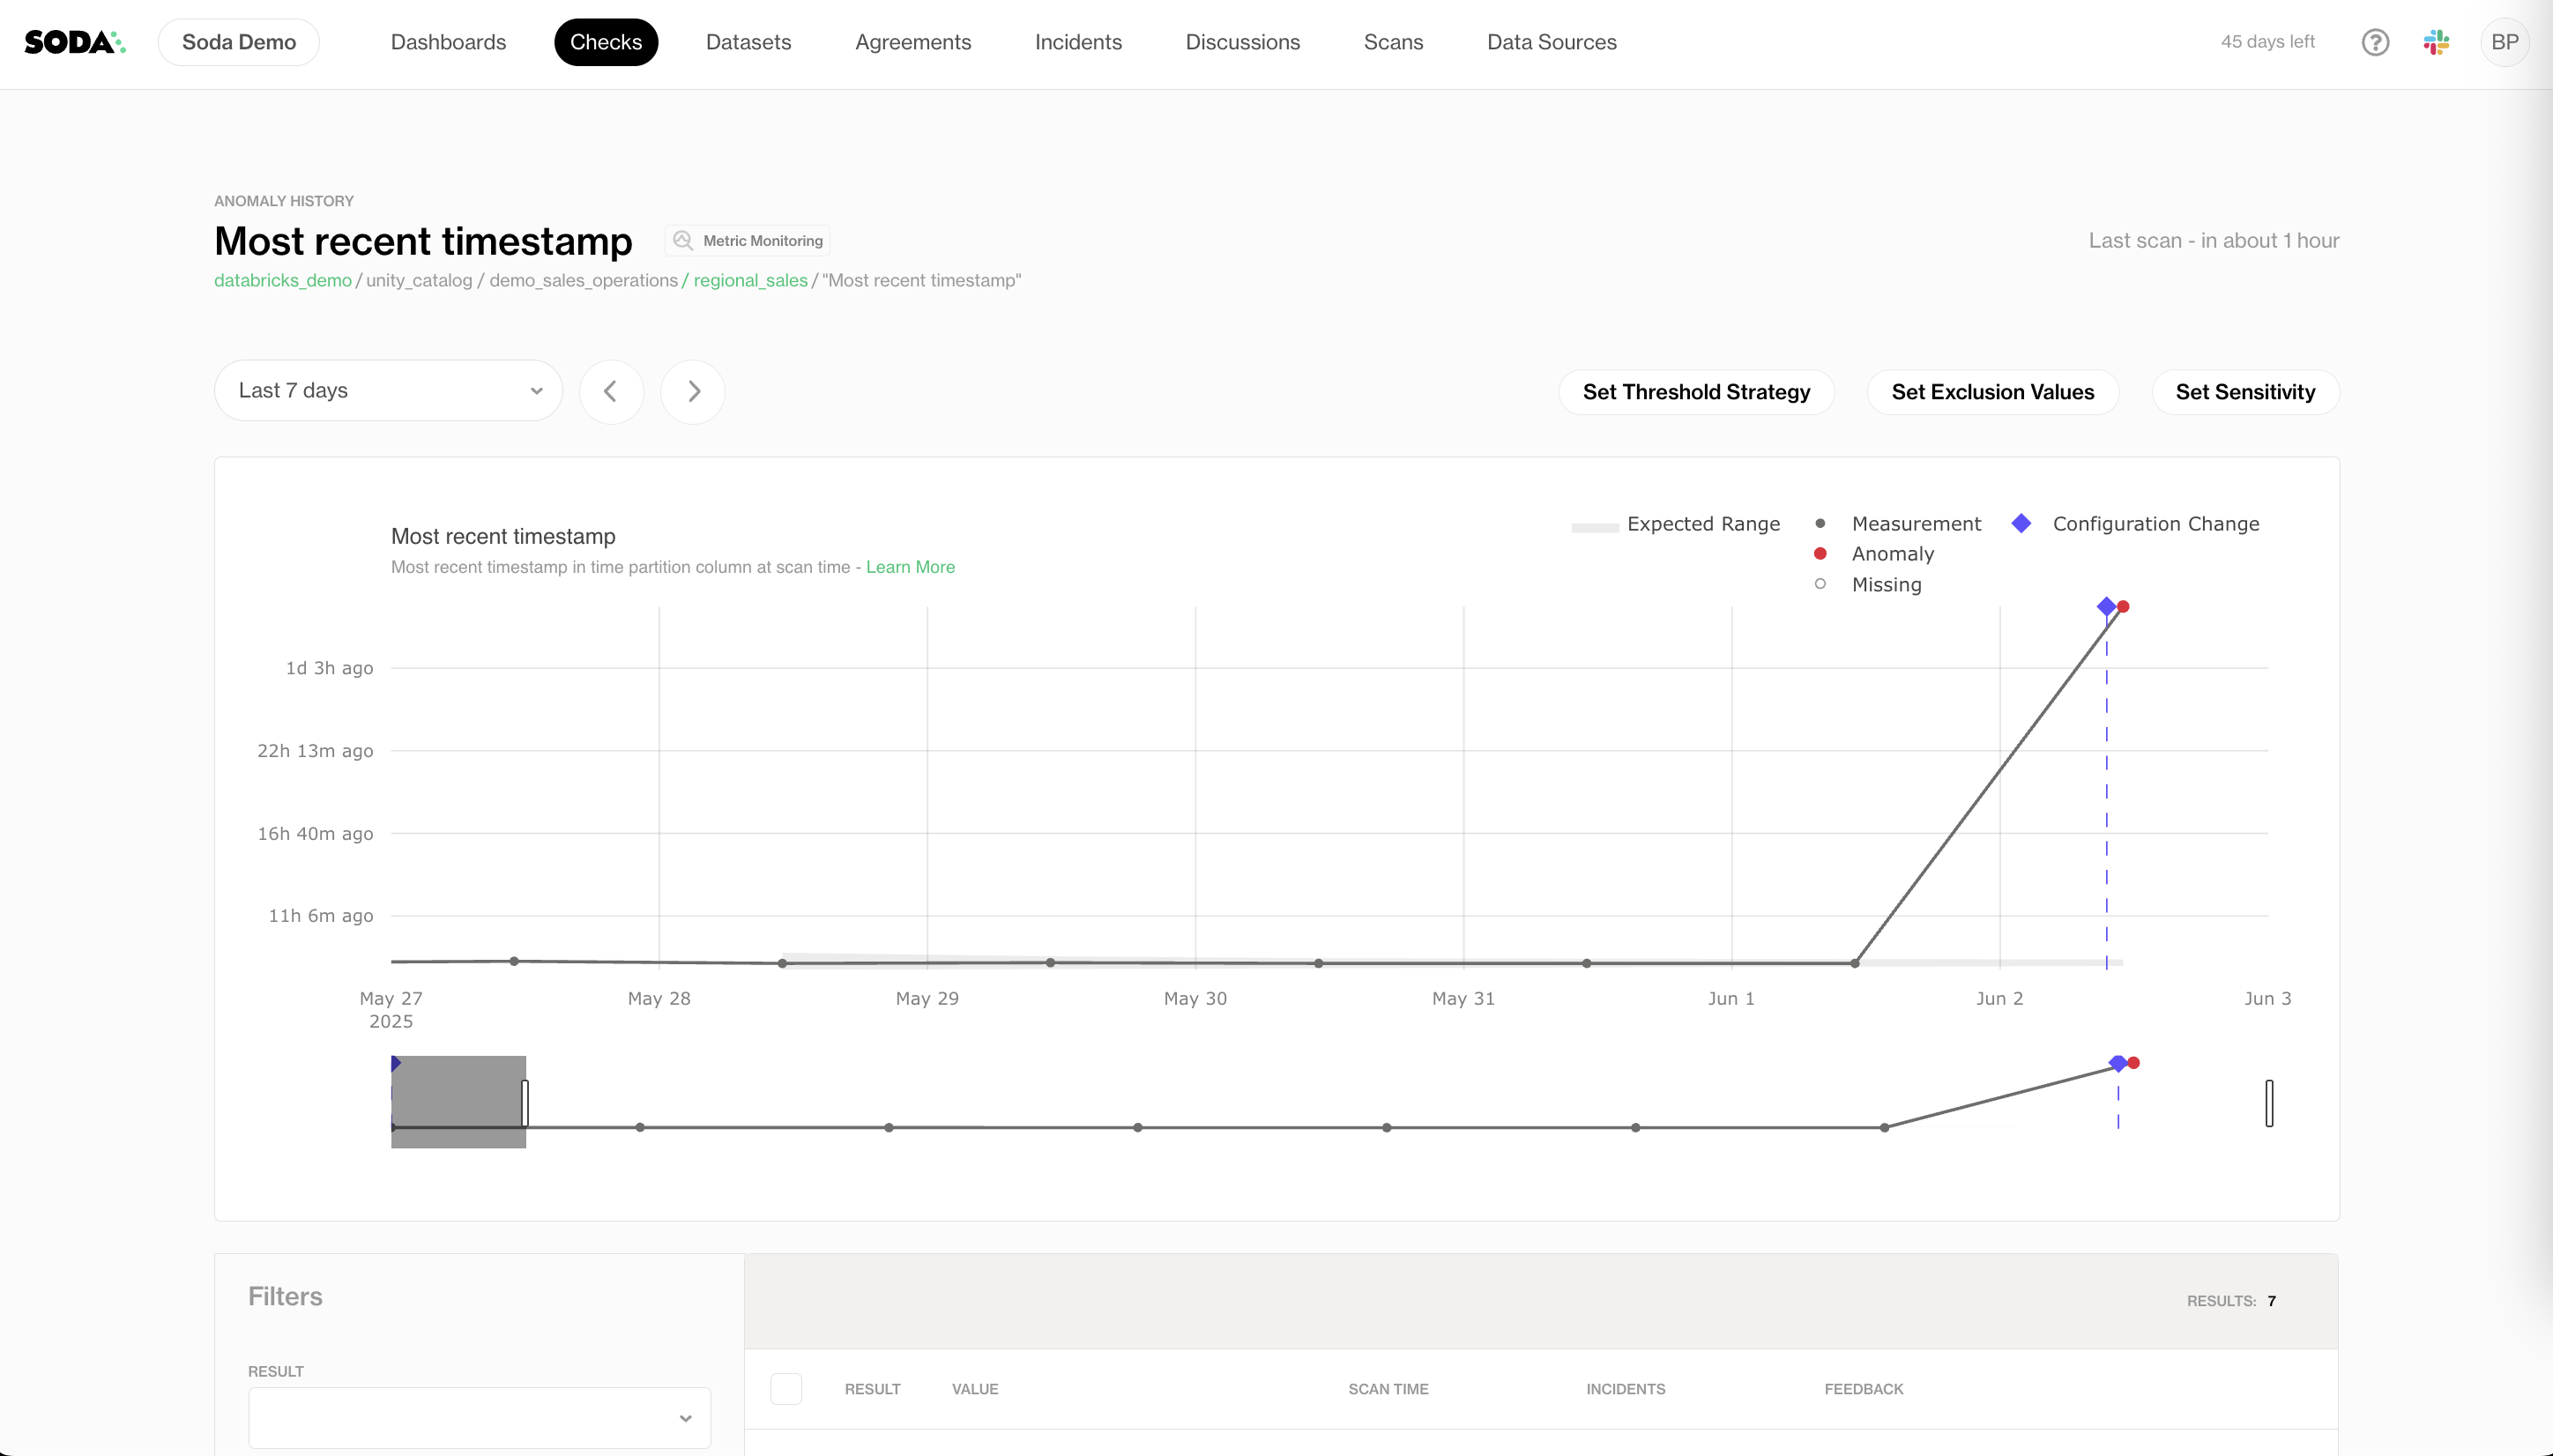 SODA
Soda Demo
Dashboards
Checks
Datasets
Agreements
Incidents
Discussions
Scans
Data Sources
45 days left
?
BP
ANOMALY HISTORY
Most recent timestamp
Metric Monitoring
Last scan - in about 1 hour
databricks_demo / unity_catalog / demo_sales_operations / regional_sales / "Most recent timestamp"
Last 7 days
Set Threshold Strategy
Set Exclusion Values
Set Sensitivity
Most recent timestamp
Most recent timestamp in time partition column at scan time - Learn More
Expected Range
Measurement
Configuration Change
Anomaly
Missing
1d 3h ago
22h 13m ago
16h 40m ago
11h 6m ago
May 27
2025
May 28
May 29
May 30
May 31
Jun 1
Jun 2
Jun 3
Filters
RESULT
RESULTS: 7
RESULT
VALUE
SCAN TIME
INCIDENTS
FEEDBACK